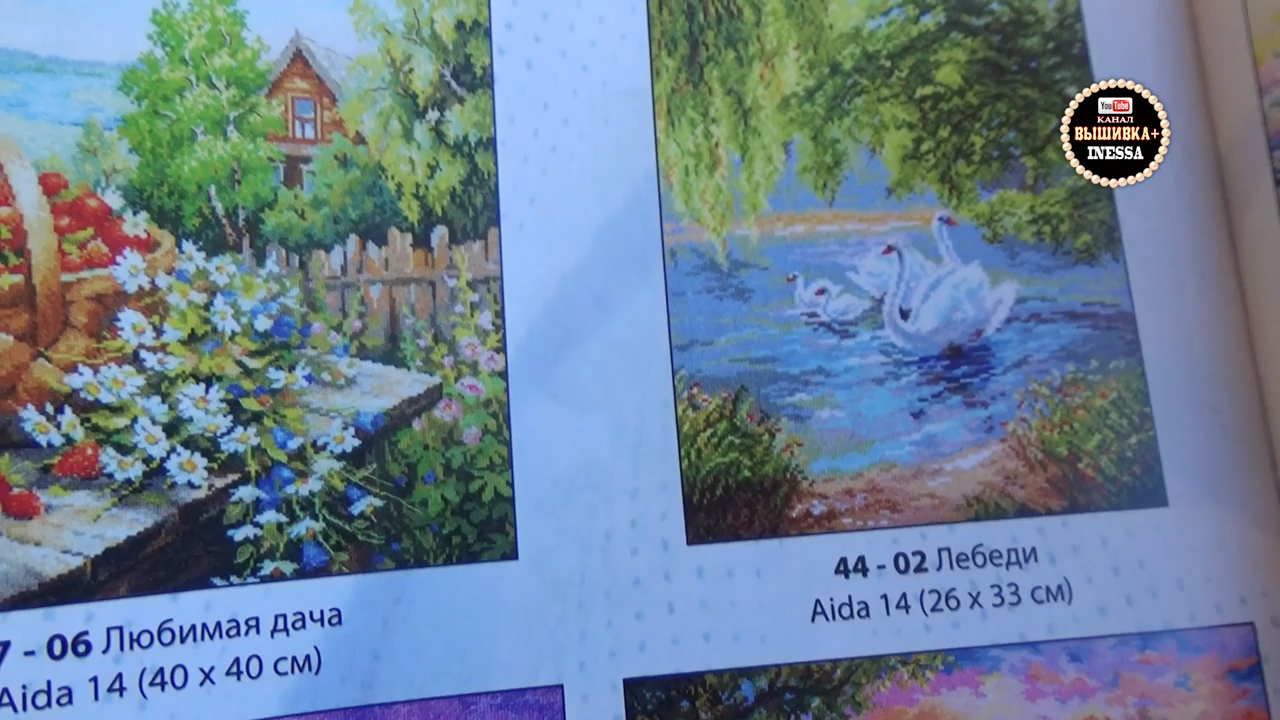 YouTube
КАНАЛ
ВЫШИВКА+
INESSA
7 - 06 Любимая дача
Aida 14 (40 x 40 см)
44 - 02 Лебеди
Aida 14 (26 x 33 см)